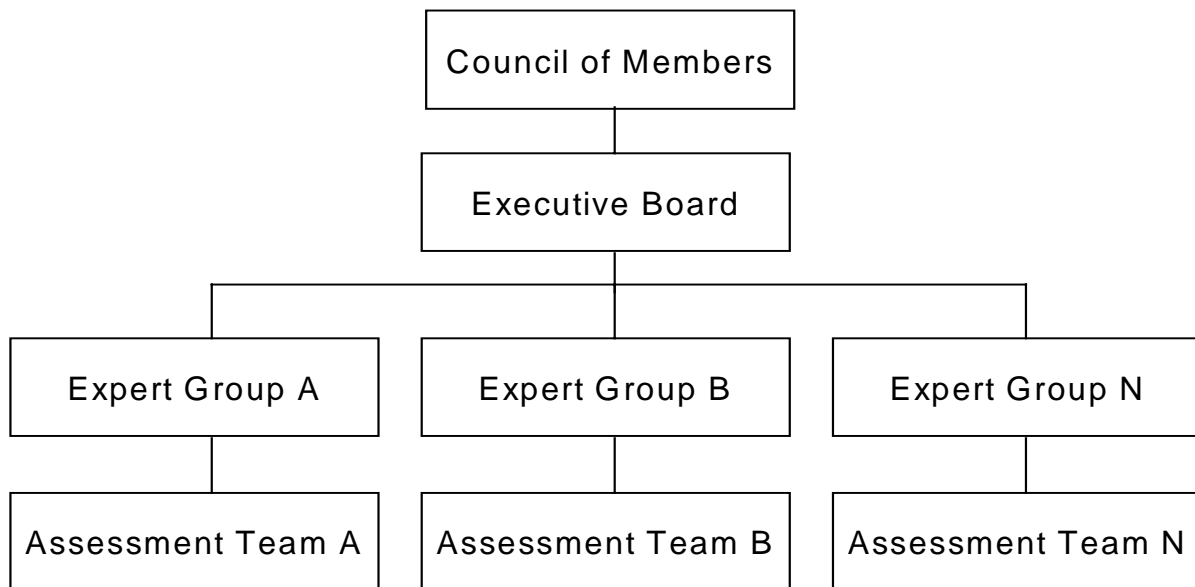 Council of Members
Executive Board
Expert Group A
Expert Group B
Expert Group N
Assessment Team A
Assessment Team B
Assessment Team N